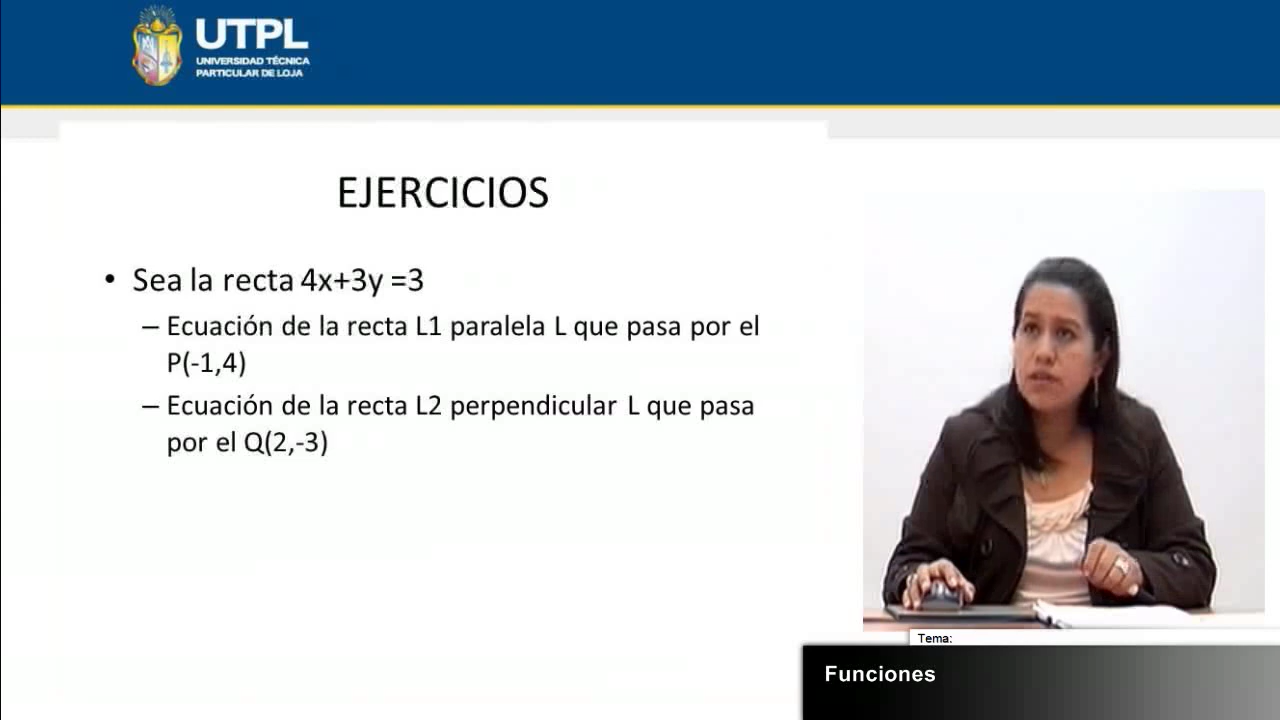 UTPL
UNIVERSIDAD TÉCNICA
PARTICULAR DE LOJA
EJERCICIOS
• Sea la recta 4x+3y =3
– Ecuación de la recta L1 paralela L que pasa por el
P(-1,4)
– Ecuación de la recta L2 perpendicular L que pasa
por el Q(2,-3)
Tema:
Funciones